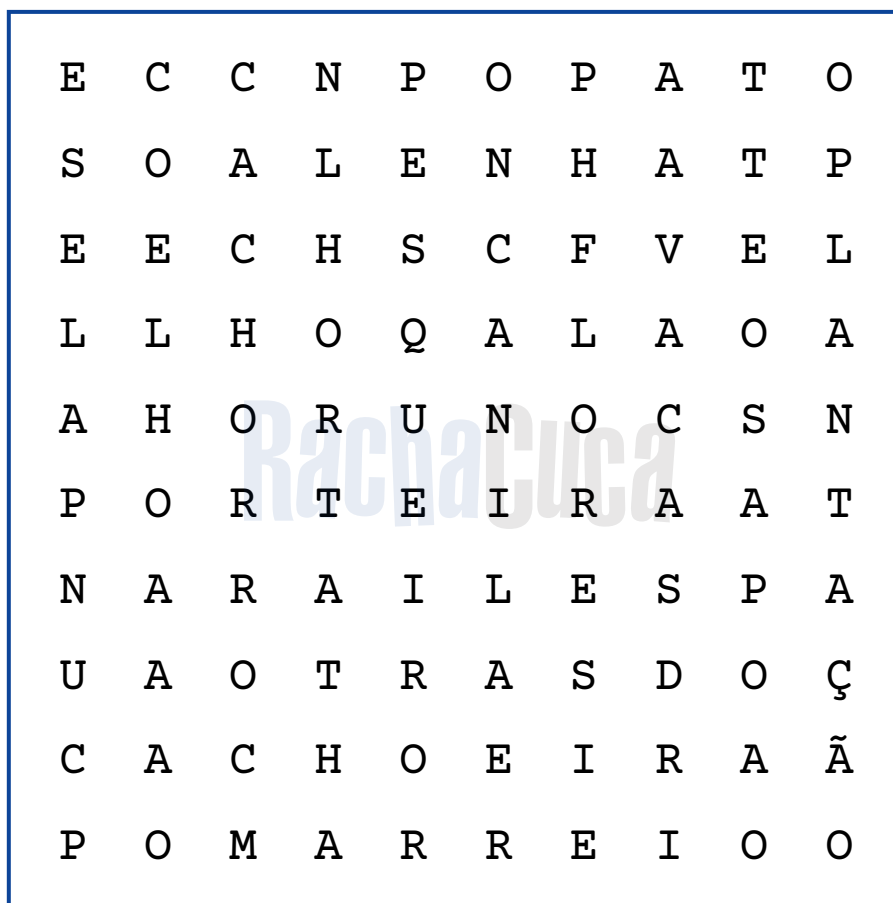 E C C N P O P A T O
S O A L E N H A T P
E E C H S C F V E L
L L H O Q A L A O A
A H O R U N O C S N
P O R T E I R A A T
N A R A I L E S P A
U A O T R A S D O Ç
C A C H O E I R A Ã
P O M A R R E I O O
RachaCuca